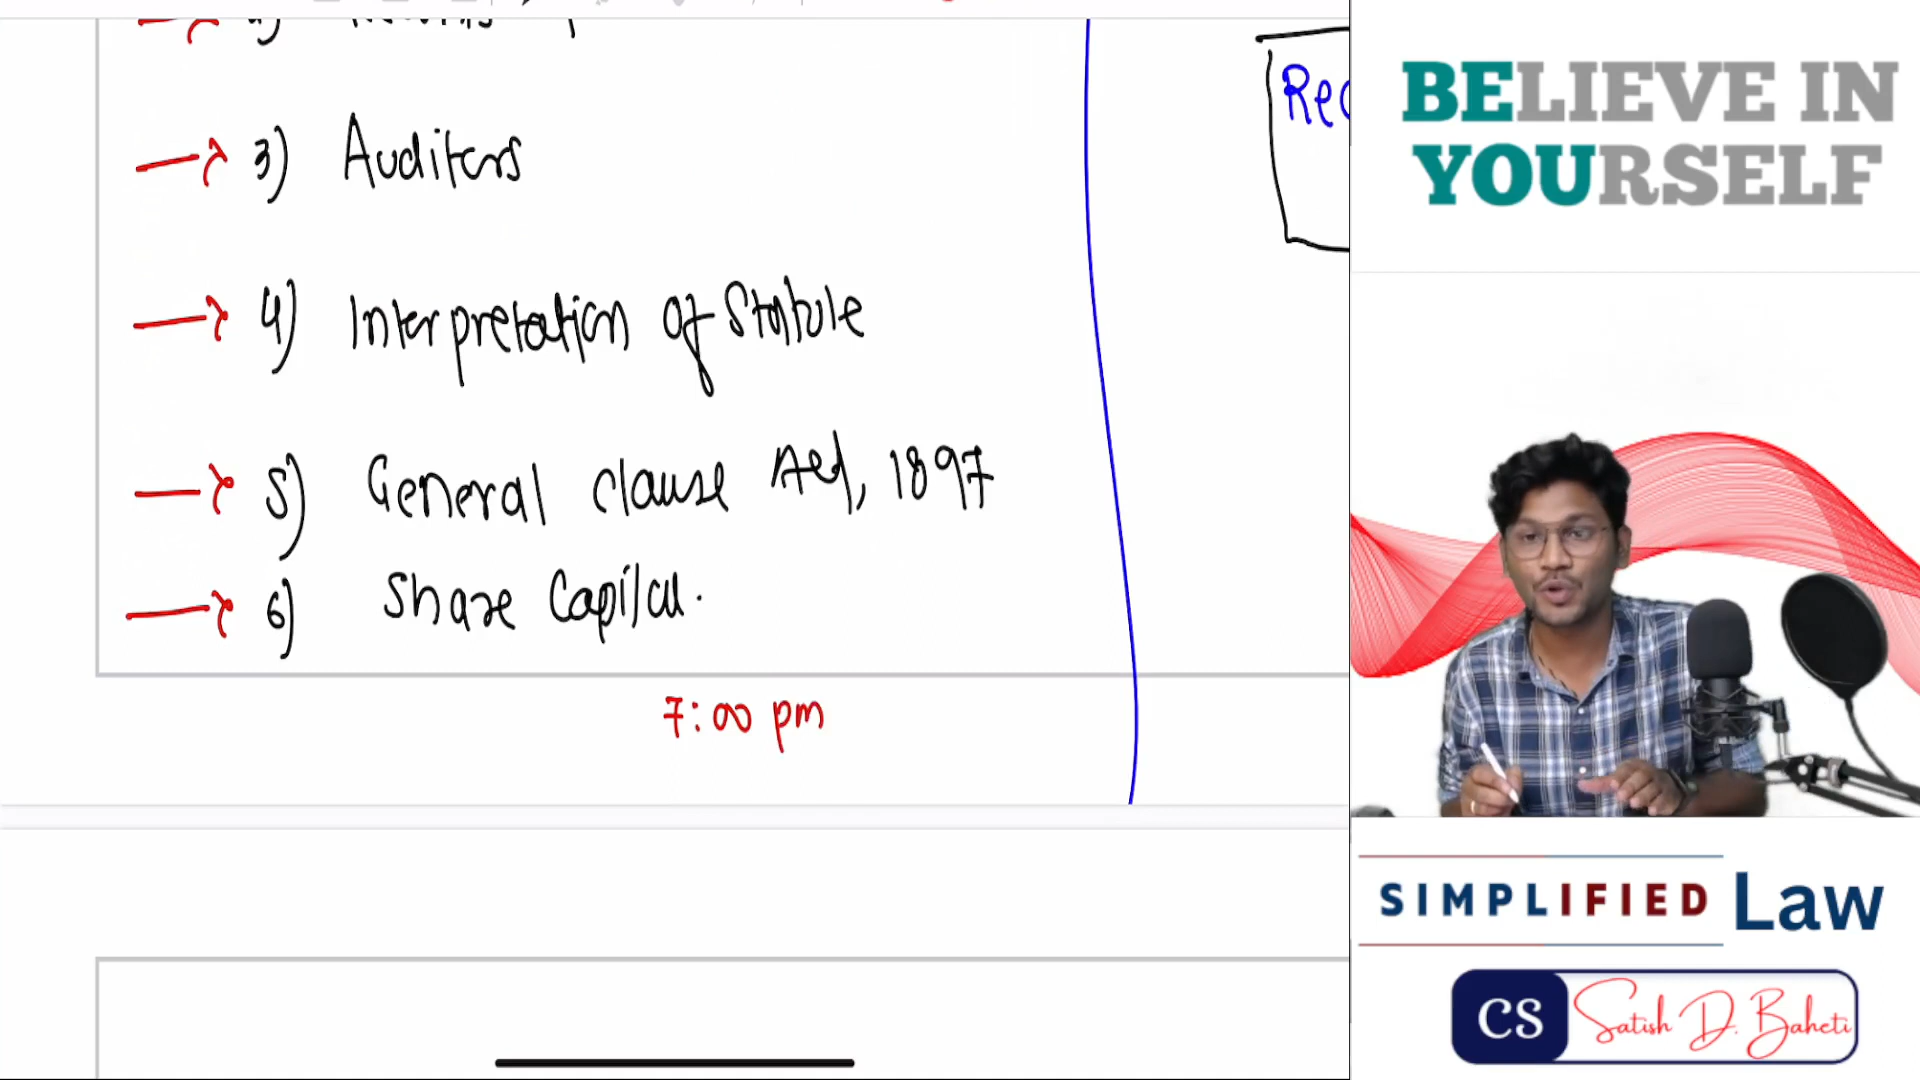 3) Auditors
4) Interpretation of Statute
5) General clause Act, 1897
6) Share Capital.
7:00 pm
Rec
BELIEVE IN
YOURSELF
SIMPLIFIED Law
CS Satish D. Baheti